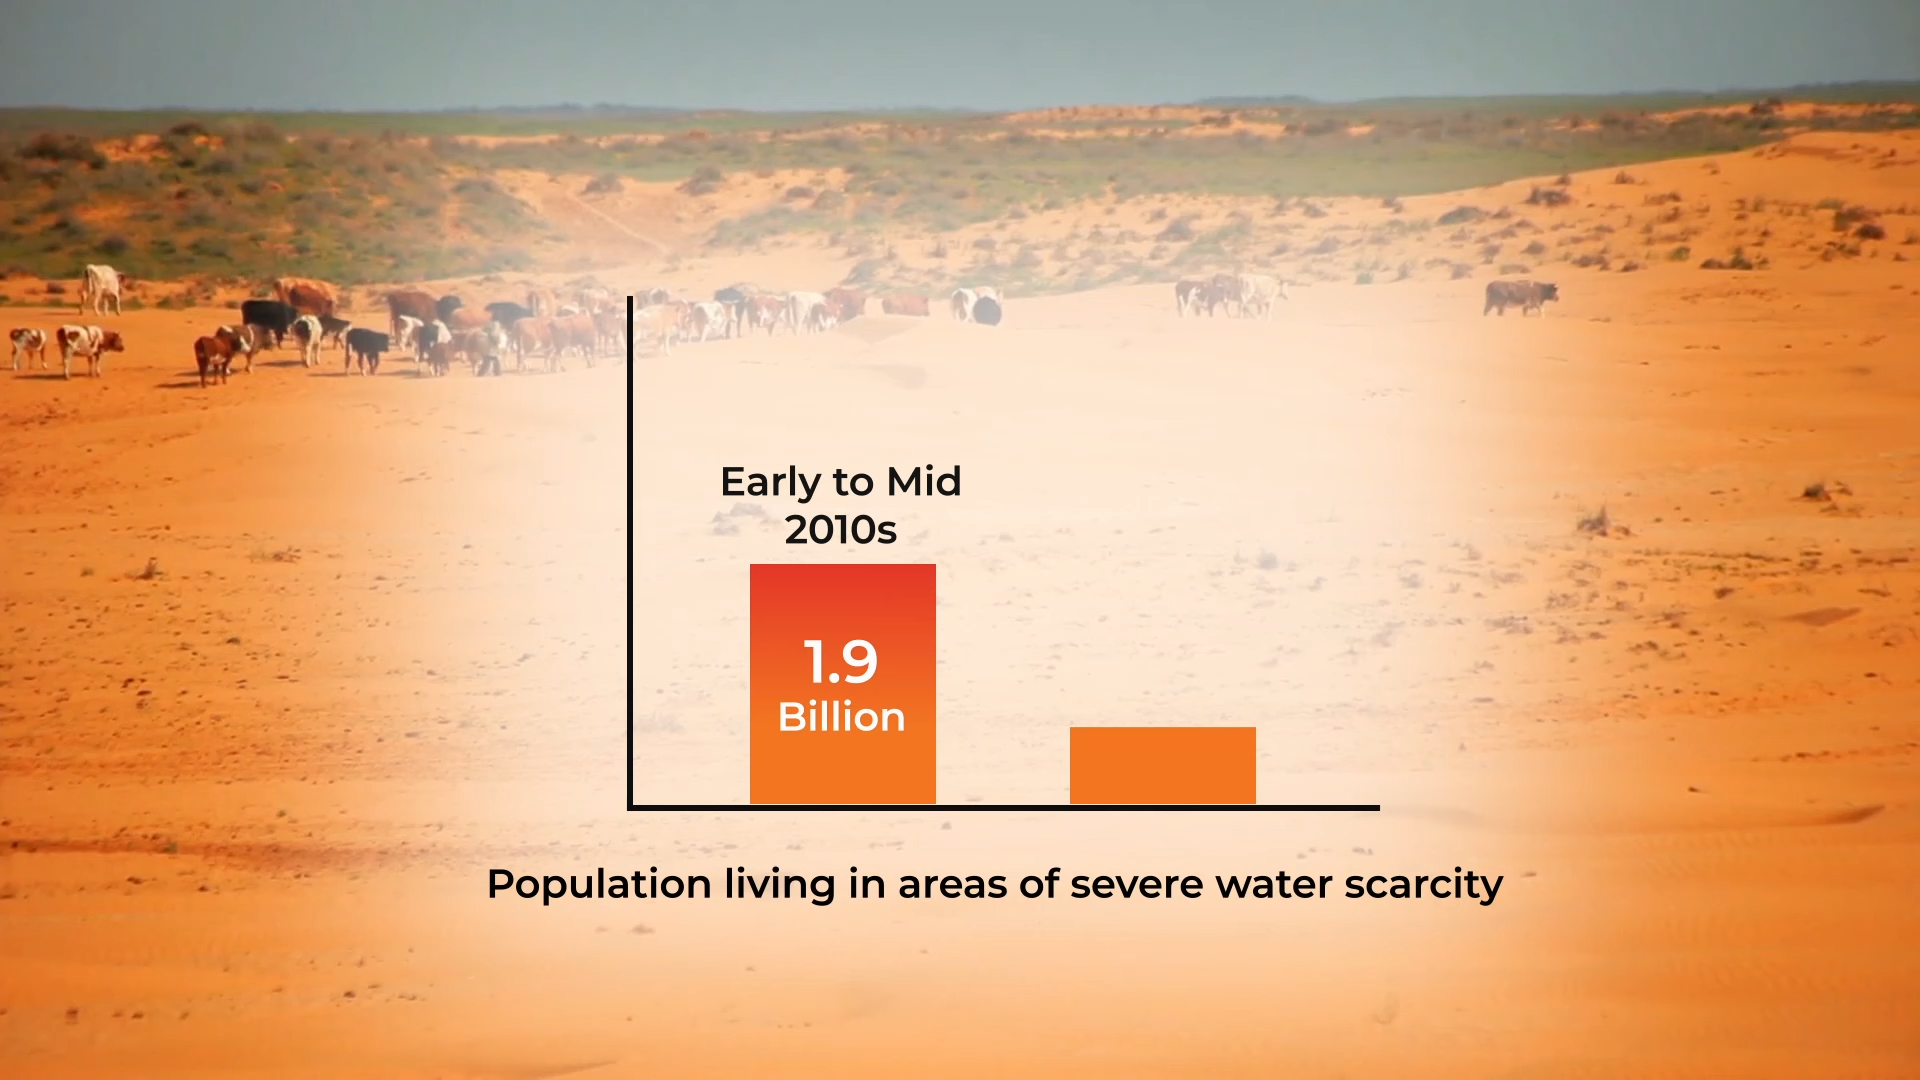 Early to Mid
2010s
1.9
Billion
Population living in areas of severe water scarcity